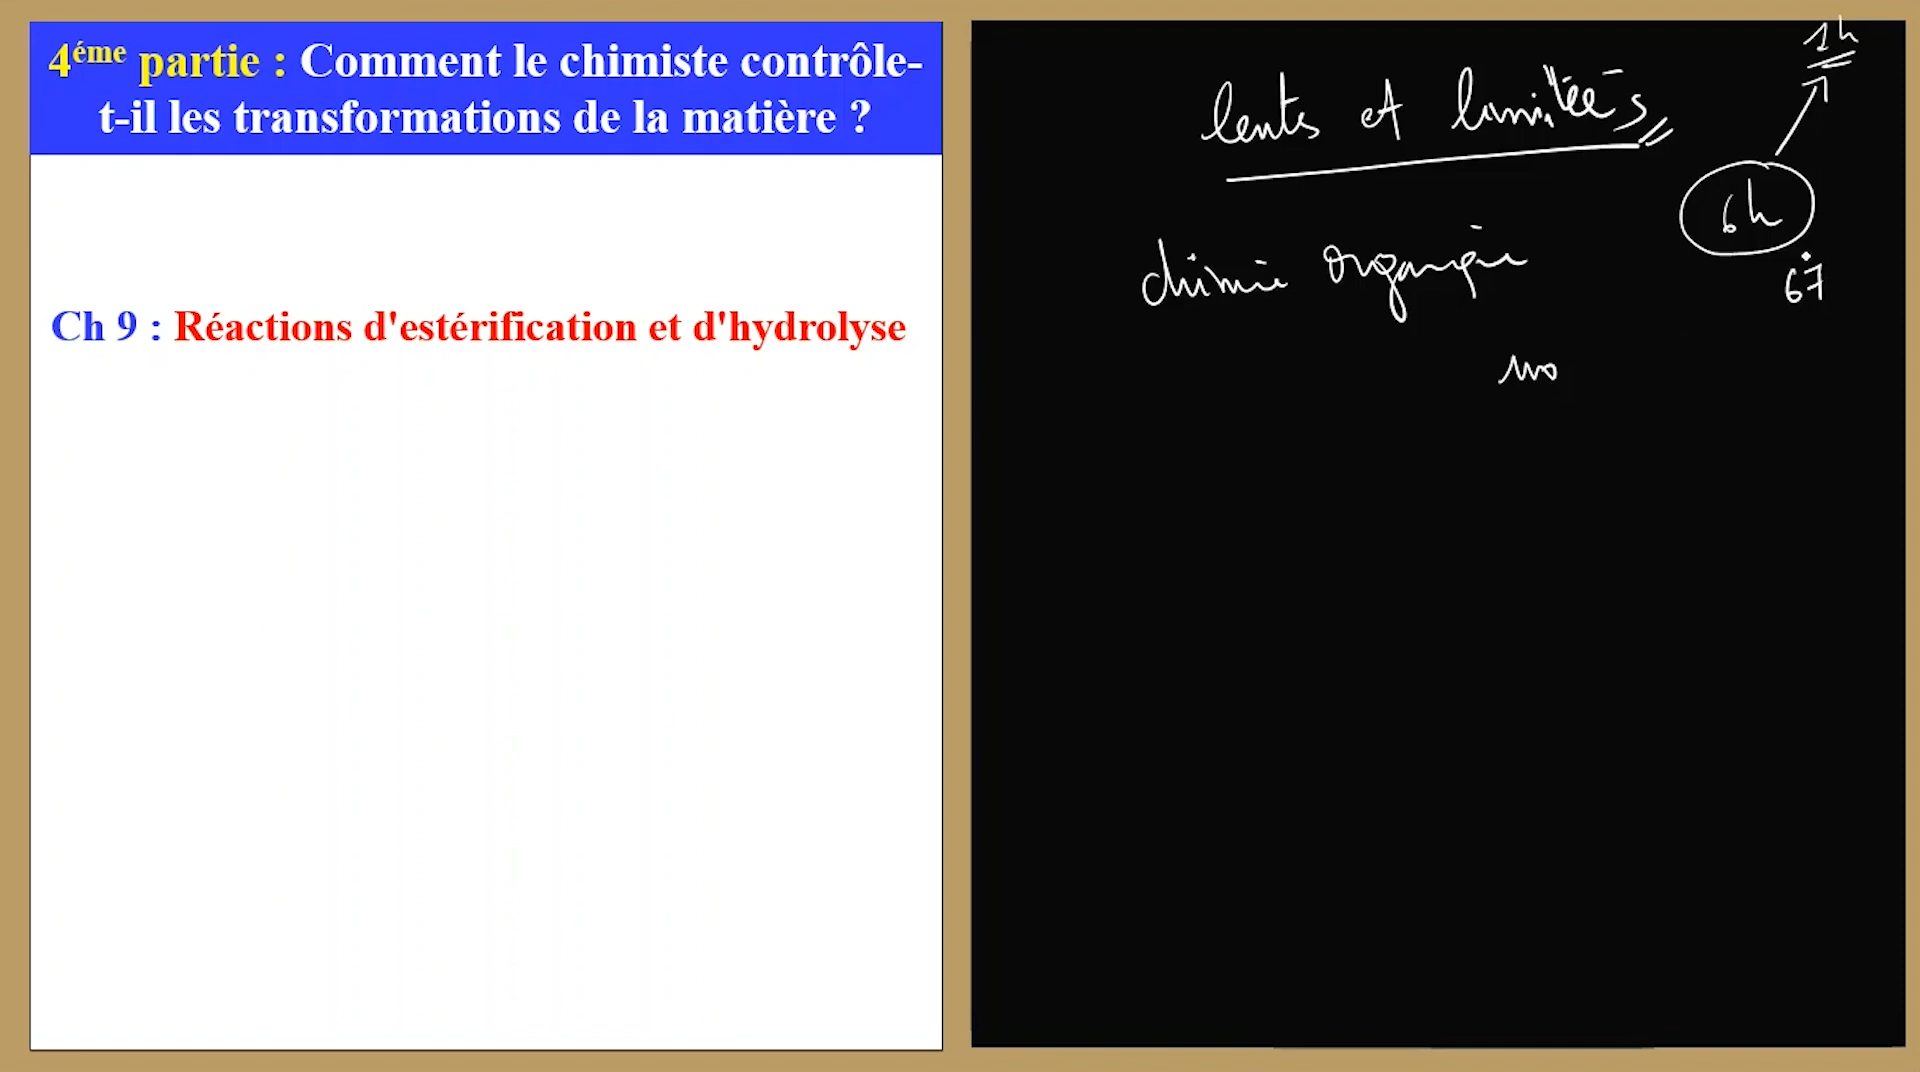 4éme partie : Comment le chimiste contrôle-
t-il les transformations de la matière ?
Ch 9 : Réactions d'estérification et d'hydrolyse
1h
lents et limitées
6h
67
chimie organique